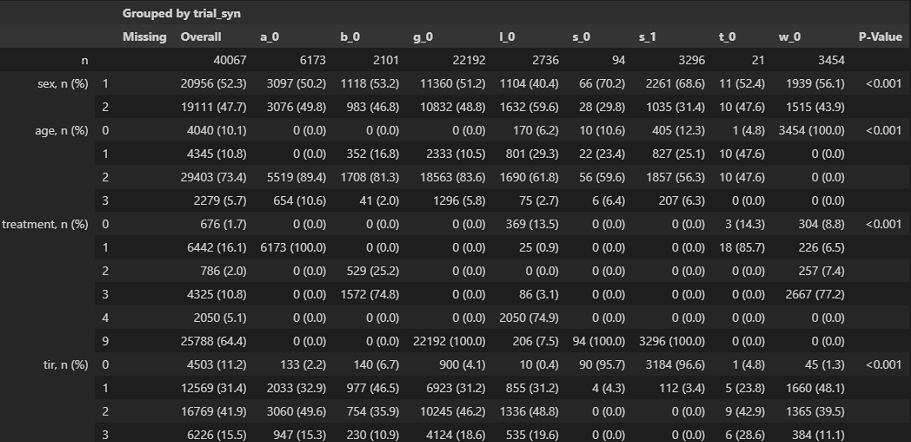 Grouped by trial_syn
Missing Overall a_0 b_0 g_0 l_0 s_0 s_1 t_0 w_0 P-Value
n 40067 6173 2101 22192 2736 94 3296 21 3454
sex, n (%) 1 20956 (52.3) 3097 (50.2) 1118 (53.2) 11360 (51.2) 1104 (40.4) 66 (70.2) 2261 (68.6) 11 (52.4) 1939 (56.1) <0.001
2 19111 (47.7) 3076 (49.8) 983 (46.8) 10832 (48.8) 1632 (59.6) 28 (29.8) 1035 (31.4) 10 (47.6) 1515 (43.9)
age, n (%) 0 4040 (10.1) 0 (0.0) 0 (0.0) 0 (0.0) 170 (6.2) 10 (10.6) 405 (12.3) 1 (4.8) 3454 (100.0) <0.001
1 4345 (10.8) 0 (0.0) 352 (16.8) 2333 (10.5) 801 (29.3) 22 (23.4) 827 (25.1) 10 (47.6) 0 (0.0)
2 29403 (73.4) 5519 (89.4) 1708 (81.3) 18563 (83.6) 1690 (61.8) 56 (59.6) 1857 (56.3) 10 (47.6) 0 (0.0)
3 2279 (5.7) 654 (10.6) 41 (2.0) 1296 (5.8) 75 (2.7) 6 (6.4) 207 (6.3) 0 (0.0) 0 (0.0)
treatment, n (%) 0 676 (1.7) 0 (0.0) 0 (0.0) 0 (0.0) 369 (13.5) 0 (0.0) 0 (0.0) 3 (14.3) 304 (8.8) <0.001
1 6442 (16.1) 6173 (100.0) 0 (0.0) 0 (0.0) 25 (0.9) 0 (0.0) 0 (0.0) 18 (85.7) 226 (6.5)
2 786 (2.0) 0 (0.0) 529 (25.2) 0 (0.0) 0 (0.0) 0 (0.0) 0 (0.0) 0 (0.0) 257 (7.4)
3 4325 (10.8) 0 (0.0) 1572 (74.8) 0 (0.0) 86 (3.1) 0 (0.0) 0 (0.0) 0 (0.0) 2667 (77.2)
4 2050 (5.1) 0 (0.0) 0 (0.0) 0 (0.0) 2050 (74.9) 0 (0.0) 0 (0.0) 0 (0.0) 0 (0.0)
9 25788 (64.4) 0 (0.0) 0 (0.0) 22192 (100.0) 206 (7.5) 94 (100.0) 3296 (100.0) 0 (0.0) 0 (0.0)
tir, n (%) 0 4503 (11.2) 133 (2.2) 140 (6.7) 900 (4.1) 10 (0.4) 90 (95.7) 3184 (96.6) 1 (4.8) 45 (1.3) <0.001
1 12569 (31.4) 2033 (32.9) 977 (46.5) 6923 (31.2) 855 (31.2) 4 (4.3) 112 (3.4) 5 (23.8) 1660 (48.1)
2 16769 (41.9) 3060 (49.6) 754 (35.9) 10245 (46.2) 1336 (48.8) 0 (0.0) 0 (0.0) 9 (42.9) 1365 (39.5)
3 6226 (15.5) 947 (15.3) 230 (10.9) 4124 (18.6) 535 (19.6) 0 (0.0) 0 (0.0) 6 (28.6) 384 (11.1)